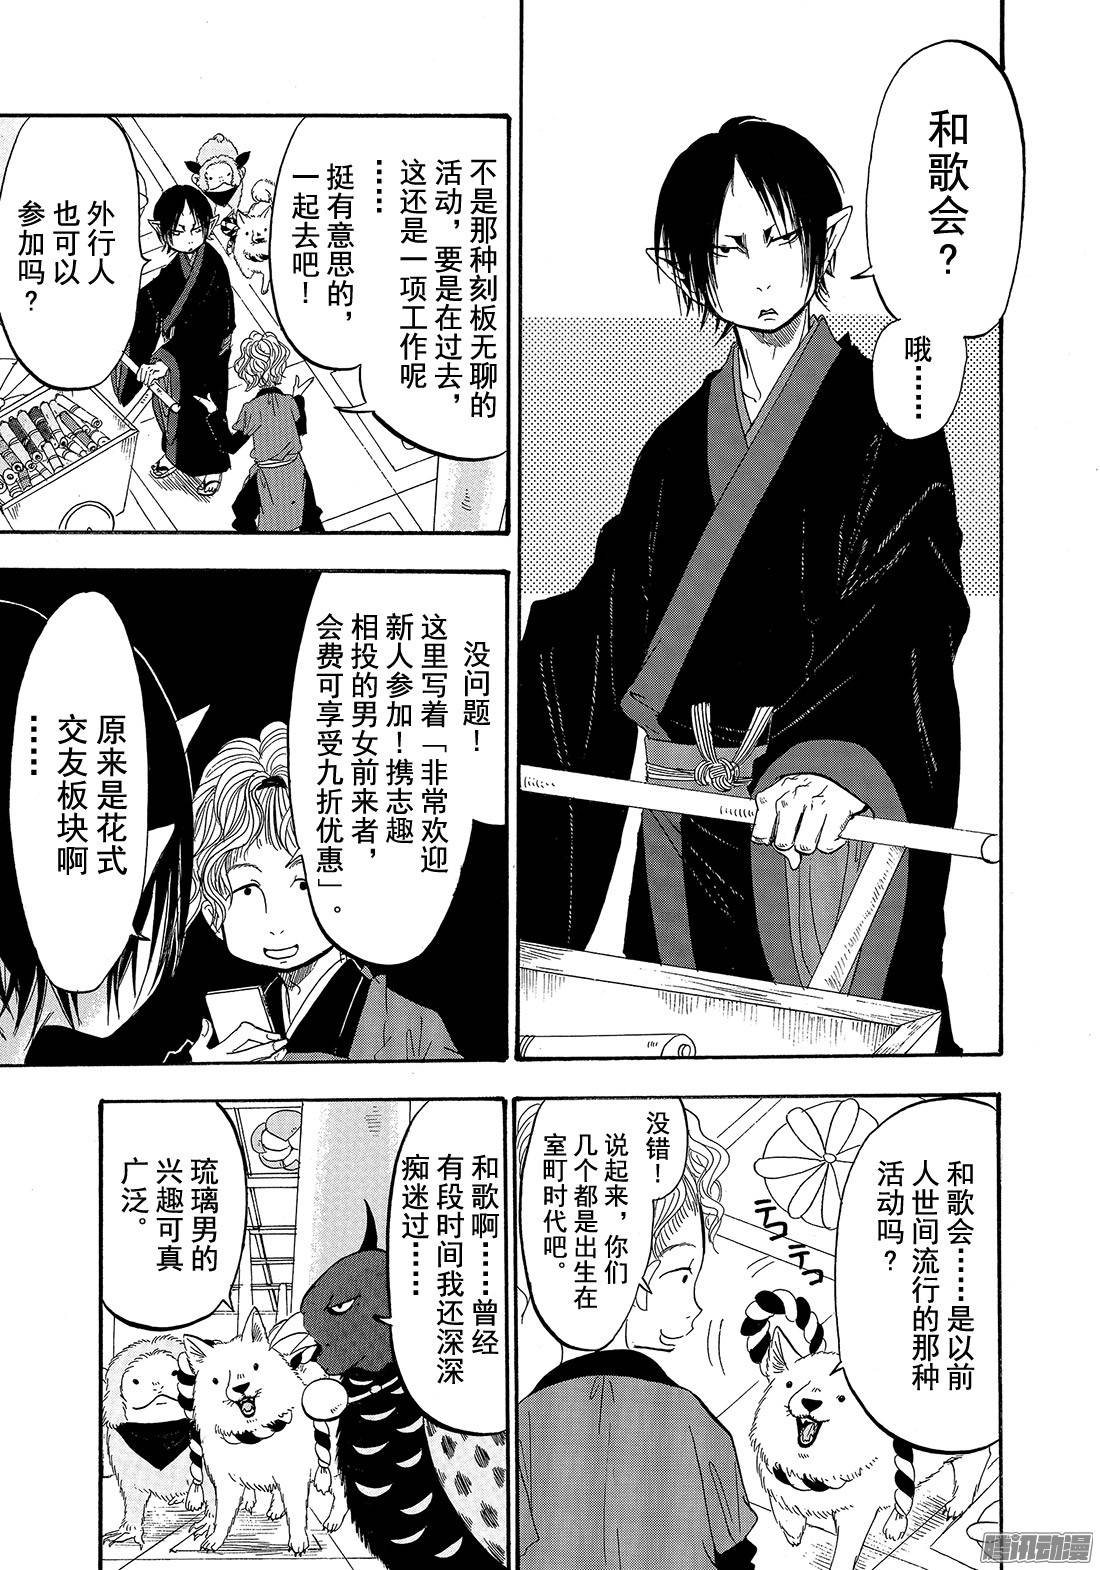 和歌会？
哦……
不是那种刻板无聊的
活动，要是在过去，
这还是一项工作呢
……
挺有意思的，
一起去吧！
外行人
也可以
参加吗？
没问题！
这里写着「非常欢迎
新人参加！携志趣
相投的男女前来者，
会费可享受九折优惠」。
原来是花式
交友板块啊
……
和歌会……是以前
人世间流行的那种
活动吗？
テコテコ
没错！
说起来，你们
几个都是出生在
室町时代吧。
和歌啊……曾经
有段时间我还深深
痴迷过……
琉璃男的
兴趣可真
广泛。
腾讯动漫